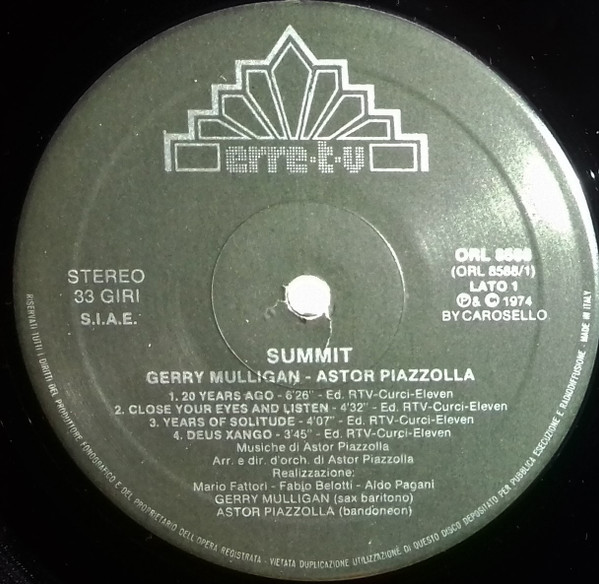 erre·t·v
STEREO
33 GIRI
S.I.A.E.
ORL 8588
(ORL 8588/1)
LATO 1
Ⓟ & © 1974
BY CAROSELLO
SUMMIT
GERRY MULLIGAN - ASTOR PIAZZOLLA
1. 20 YEARS AGO - 6'26" - Ed. RTV-Curci-Eleven
2. CLOSE YOUR EYES AND LISTEN - 4'32" - Ed. RTV-Curci-Eleven
3. YEARS OF SOLITUDE - 4'07" - Ed. RTV-Curci-Eleven
4. DEUS XANGO - 3'45" - Ed. RTV-Curci-Eleven
Musiche di Astor Piazzolla
Arr. e dir. d'orch. di Astor Piazzolla
Realizzazione:
Mario Fattori - Fabio Belotti - Aldo Pagani
GERRY MULLIGAN (sax baritono)
ASTOR PIAZZOLLA (bandoneon)
RISERVATI TUTTI I DIRITTI DEL PRODUTTORE FONOGRAFICO E DEL PROPRIETARIO DELL'OPERA REGISTRATA - VIETATA DUPLICAZIONE UTILIZZAZIONE DI QUESTO DISCO DEPOSITATO PER PUBBLICA ESECUZIONE E RADIODIFFUSIONE. MADE IN ITALY